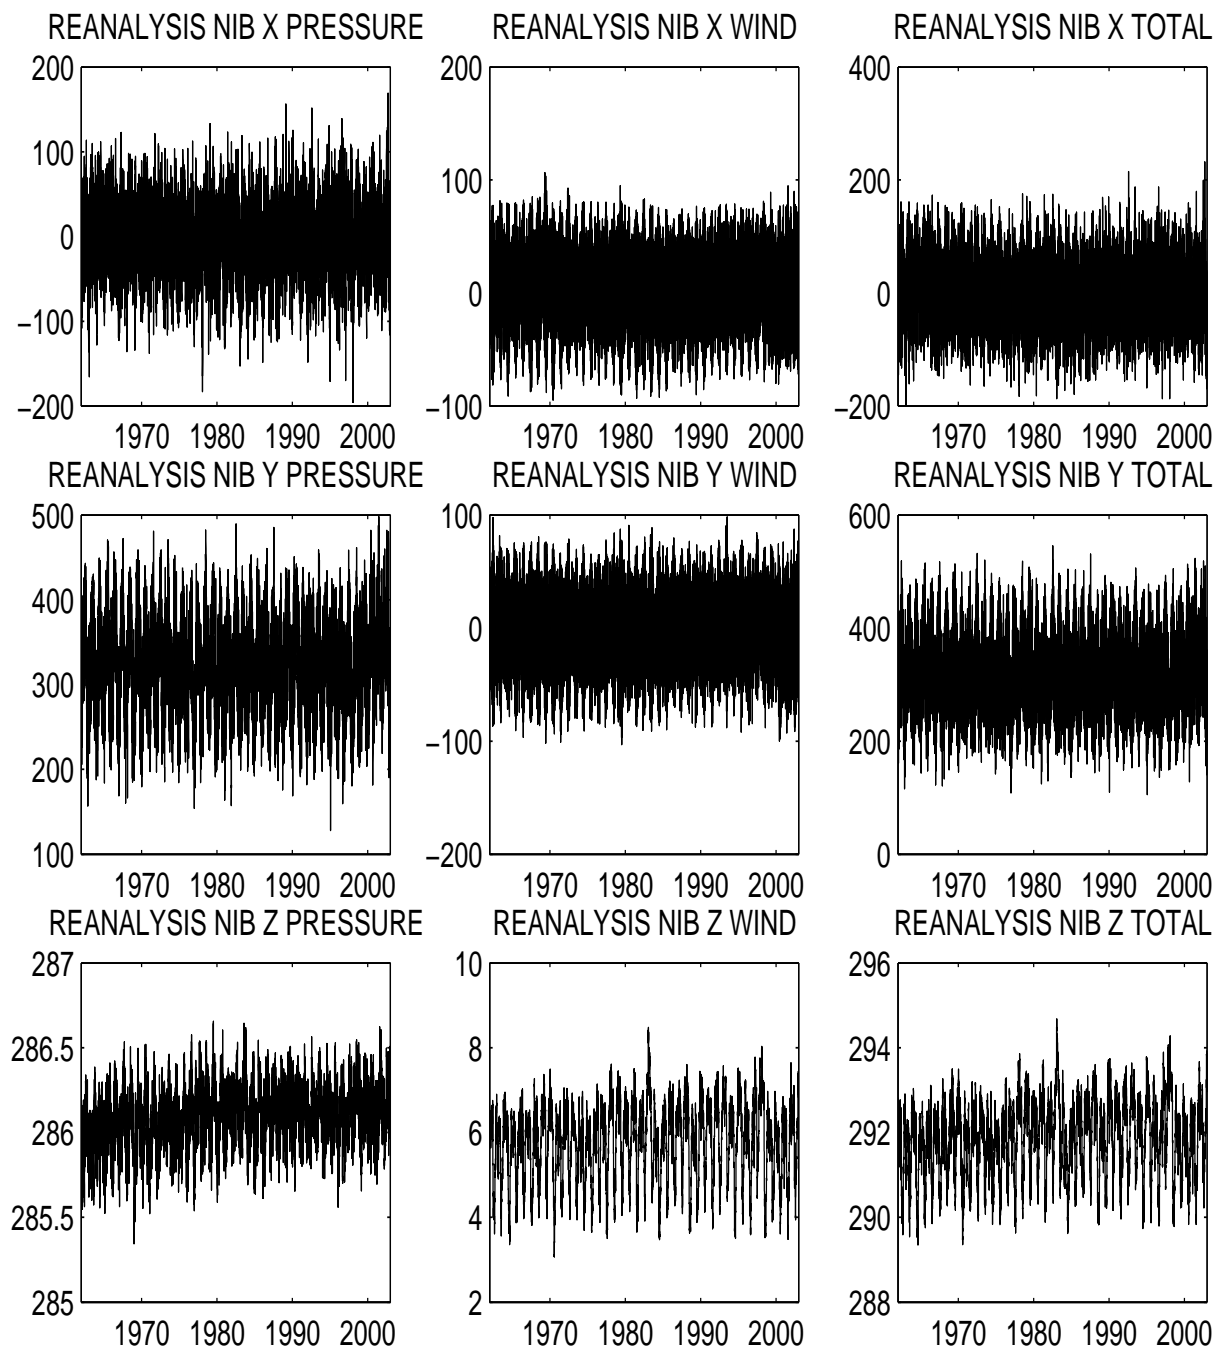 REANALYSIS NIB X PRESSURE
REANALYSIS NIB X WIND
REANALYSIS NIB X TOTAL
200
100
0
−100
−200
1970 1980 1990 2000
200
100
0
−100
1970 1980 1990 2000
400
200
0
−200
1970 1980 1990 2000
REANALYSIS NIB Y PRESSURE
REANALYSIS NIB Y WIND
REANALYSIS NIB Y TOTAL
500
400
300
200
100
1970 1980 1990 2000
100
0
−100
−200
1970 1980 1990 2000
600
400
200
0
1970 1980 1990 2000
REANALYSIS NIB Z PRESSURE
REANALYSIS NIB Z WIND
REANALYSIS NIB Z TOTAL
287
286.5
286
285.5
285
1970 1980 1990 2000
10
8
6
4
2
1970 1980 1990 2000
296
294
292
290
288
1970 1980 1990 2000